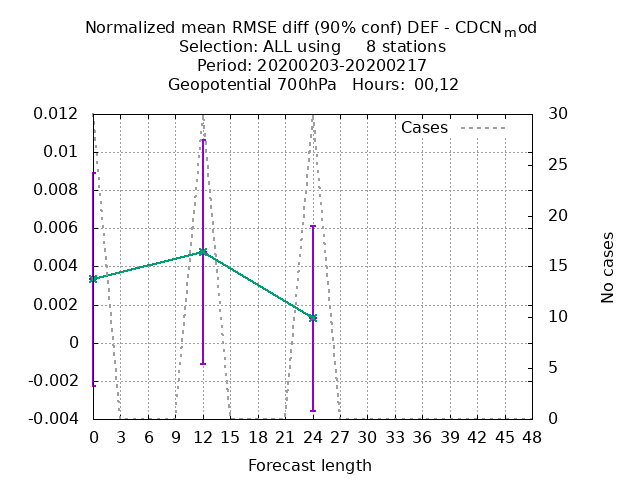 Normalized mean RMSE diff (90% conf) DEF - CDCNmod
Selection: ALL using     8 stations
Period: 20200203-20200217
Geopotential 700hPa   Hours: 00,12
Cases
0.012
0.01
0.008
0.006
0.004
0.002
0
-0.002
-0.004
30
25
20
15
10
5
0
No cases
0 3 6 9 12 15 18 21 24 27 30 33 36 39 42 45 48
Forecast length